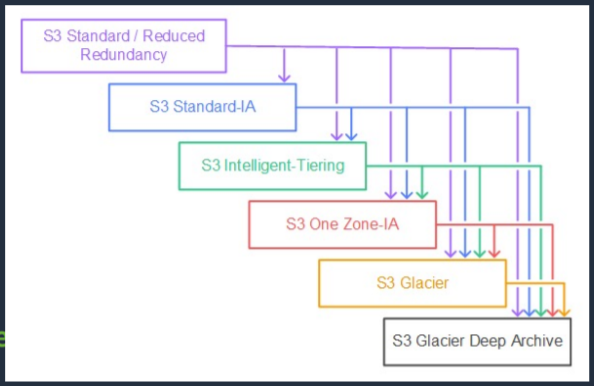 S3 Standard / Reduced
Redundancy
S3 Standard-IA
S3 Intelligent-Tiering
S3 One Zone-IA
S3 Glacier
S3 Glacier Deep Archive
e